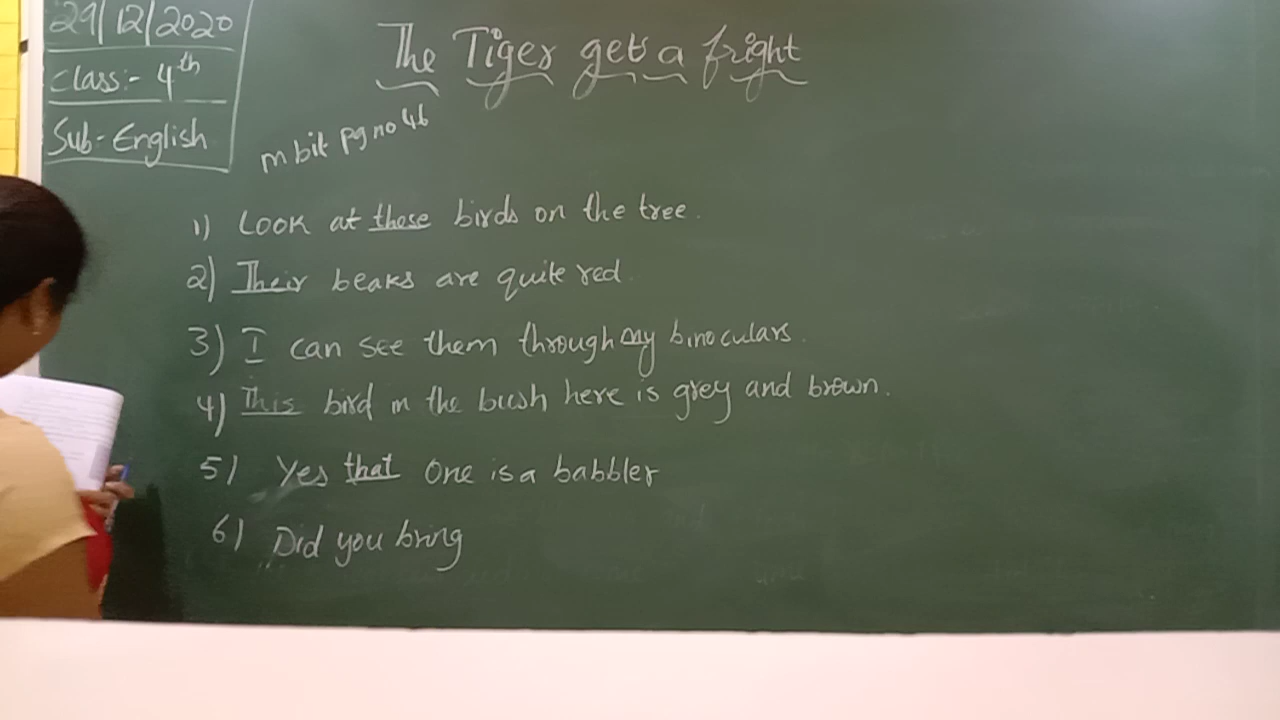 29/12/2020
Class:- 4th
Sub- English
The Tiger gets a fright
m bit pg no 46
1) Look at these birds on the tree.
2) Their beaks are quite red.
3) I can see them through my binoculars.
4) This bird in the bush here is grey and brown.
5) Yes that one is a babbler
6) Did you bring